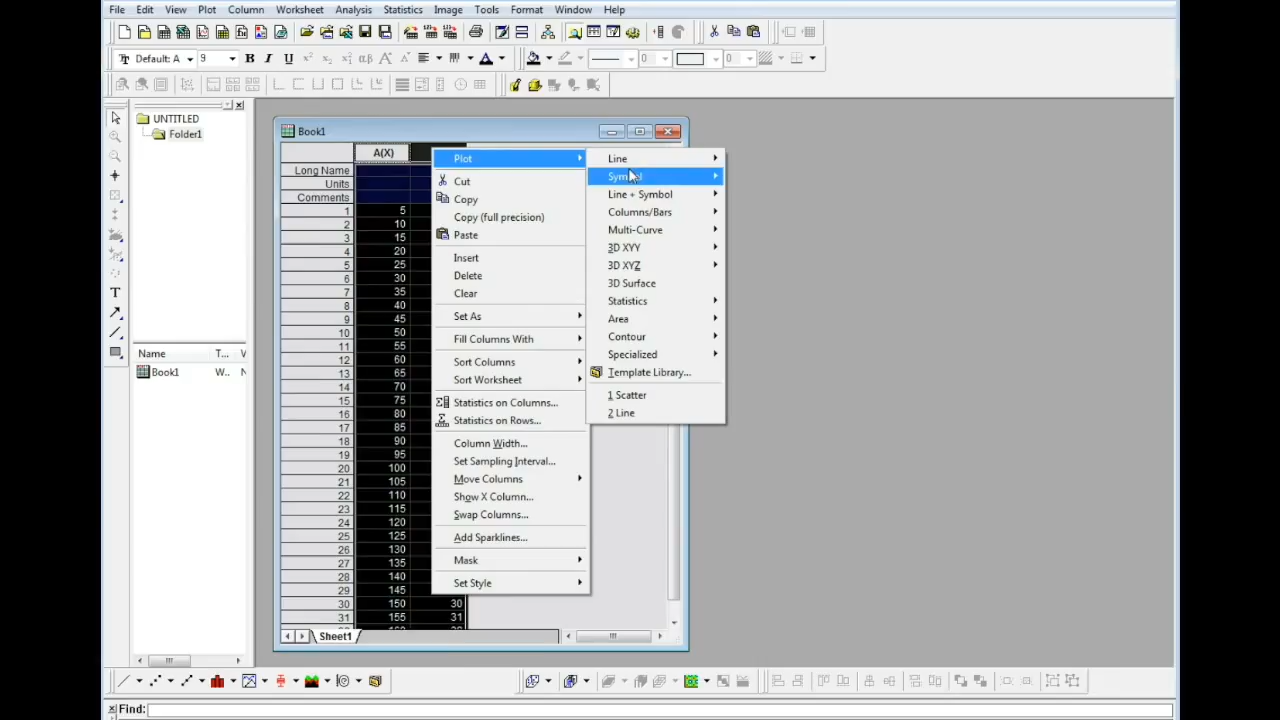 File Edit View Plot Column Worksheet Analysis Statistics Image Tools Format Window Help
Default: A 9 B I U αβ A A A 0 0
UNTITLED
Folder1
Name T... V
Book1 W... N
Book1
A(X)
Long Name
Units
Comments
1 5
2 10
3 15
4 20
5 25
6 30
7 35
8 40
9 45
10 50
11 55
12 60
13 65
14 70
15 75
16 80
17 85
18 90
19 95
20 100
21 105
22 110
23 115
24 120
25 125
26 130
27 135
28 140
29 145
30 150 30
31 155 31
Sheet1
Plot
Cut
Copy
Copy (full precision)
Paste
Insert
Delete
Clear
Set As
Fill Columns With
Sort Columns
Sort Worksheet
Statistics on Columns...
Statistics on Rows...
Column Width...
Set Sampling Interval...
Move Columns
Show X Column...
Swap Columns...
Add Sparklines...
Mask
Set Style
Line
Symbol
Line + Symbol
Columns/Bars
Multi-Curve
3D XYY
3D XYZ
3D Surface
Statistics
Area
Contour
Specialized
Template Library...
1 Scatter
2 Line
Find: